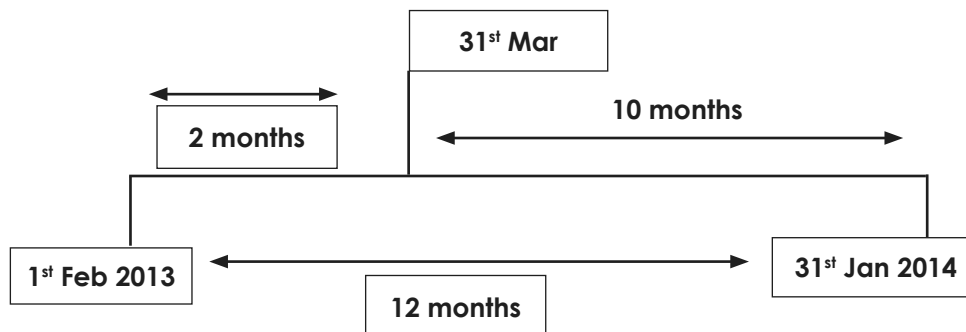 31st Mar
10 months
2 months
1st Feb 2013
31st Jan 2014
12 months